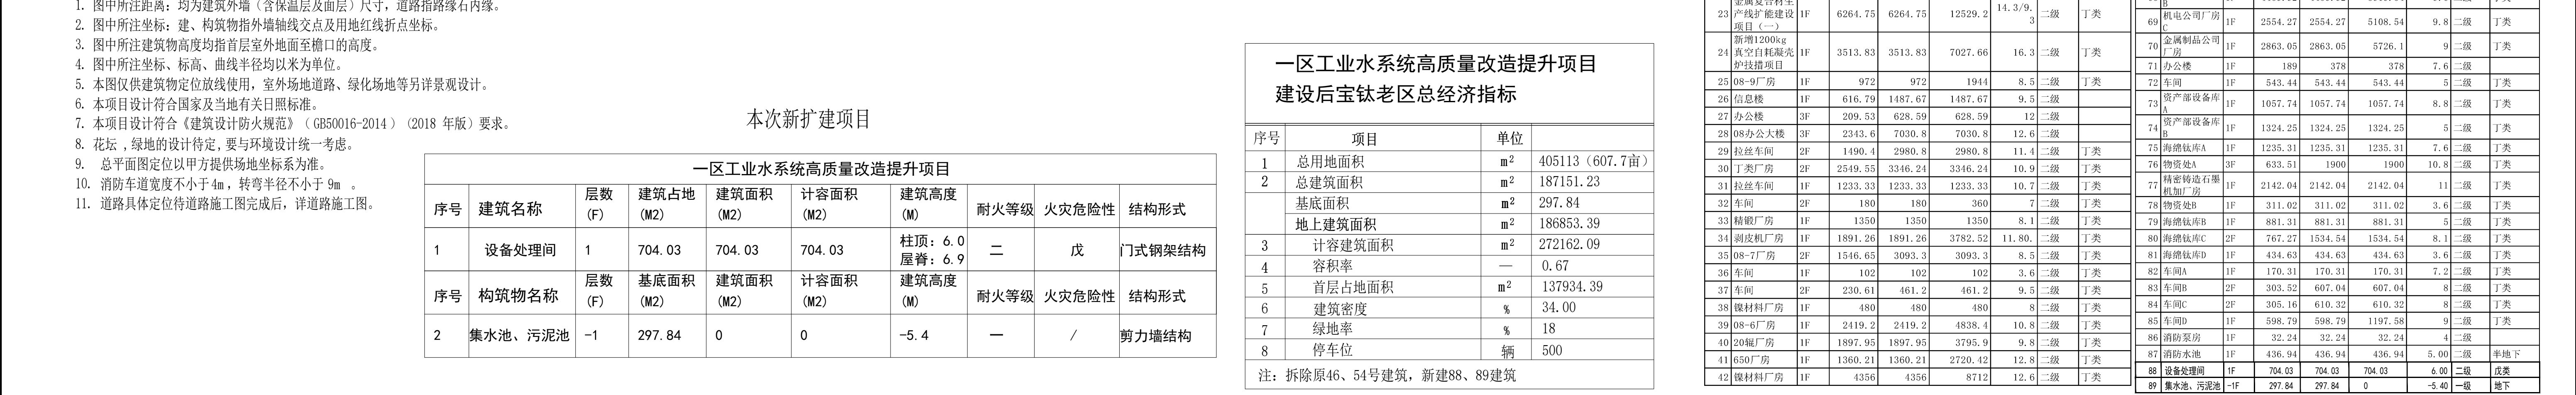 1. 图中所注距离：均为建筑外墙（含保温层及面层）尺寸，道路指路缘石内缘。
2. 图中所注坐标：建、构筑物指外墙轴线交点及用地红线折点坐标。
3. 图中所注建筑物高度均指首层室外地面至檐口的高度。
4. 图中所注坐标、标高、曲线半径均以米为单位。
5. 本图仅供建筑物定位放线使用，室外场地道路、绿化场地等另详景观设计。
6. 本项目设计符合国家及当地有关日照标准。
7. 本项目设计符合《建筑设计防火规范》（GB50016-2014）(2018 年版）要求。
8. 花坛 , 绿地的设计待定, 要与环境设计统一考虑。
9. 总平面图定位以甲方提供场地坐标系为准。
10. 消防车道宽度不小于4m , 转弯半径不小于 9m 。
11. 道路具体定位待道路施工图完成后，详道路施工图。
本次新扩建项目
一区工业水系统高质量改造提升项目
序号 建筑名称 层数(F) 建筑占地(M2) 建筑面积(M2) 计容面积(M2) 建筑高度(M) 耐火等级 火灾危险性 结构形式
1 设备处理间 1 704.03 704.03 704.03 柱顶：6.0 屋脊：6.9 二 戊 门式钢架结构
序号 构筑物名称 层数(F) 基底面积(M2) 建筑面积(M2) 计容面积(M2) 建筑高度(M) 耐火等级 火灾危险性 结构形式
2 集水池、污泥池 -1 297.84 0 0 -5.4 一 / 剪力墙结构
一区工业水系统高质量改造提升项目
建设后宝钛老区总经济指标
序号 项目 单位
1 总用地面积 m² 405113（607.7亩）
2 总建筑面积 m² 187151.23
基底面积 m² 297.84
地上建筑面积 m² 186853.39
3 计容建筑面积 m² 272162.09
4 容积率 — 0.67
5 首层占地面积 m² 137934.39
6 建筑密度 % 34.00
7 绿地率 % 18
8 停车位 辆 500
注：拆除原46、54号建筑，新建88、89建筑
23 金属复合材生产线扩能建设项目（一） 1F 6264.75 6264.75 12529.2 14.3/9.3 二级 丁类
24 新增1200kg真空自耗凝壳炉技措项目 1F 3513.83 3513.83 7027.66 16.3 二级 丁类
25 08-9厂房 1F 972 972 1944 8.5 二级 丁类
26 信息楼 1F 616.79 1487.67 1487.67 9.5 二级
27 办公楼 3F 209.53 628.59 628.59 12 二级
28 08办公大楼 3F 2343.6 7030.8 7030.8 12.6 二级
29 拉丝车间 2F 1490.4 2980.8 2980.8 11.4 二级 丁类
30 丁类厂房 2F 2549.55 3346.24 3346.24 10.9 二级 丁类
31 拉丝车间 1F 1233.33 1233.33 1233.33 10.7 二级 丁类
32 车间 1F 180 180 360 7 二级 丁类
33 精锻厂房 1F 1350 1350 1350 8.1 二级 丁类
34 剥皮机厂房 1F 1891.26 1891.26 3782.52 11.80. 二级 丁类
35 08-7厂房 2F 1546.65 3093.3 3093.3 8.5 二级 丁类
36 车间 1F 102 102 102 3.6 二级 丁类
37 车间 2F 230.61 461.2 461.2 9.5 二级 丁类
38 镍材料厂房 1F 480 480 480 8 二级 丁类
39 08-6厂房 1F 2419.2 2419.2 4838.4 10.8 二级 丁类
40 20辊厂房 1F 1897.95 1897.95 3795.9 9.8 二级 丁类
41 650厂房 1F 1360.21 1360.21 2720.42 12.8 二级 丁类
42 镍材料厂房 1F 4356 4356 8712 12.6 二级 丁类
B
69 机电公司厂房C 1F 2554.27 2554.27 5108.54 9.8 二级 丁类
70 金属制品公司厂房 1F 2863.05 2863.05 5726.1 9 二级 丁类
71 办公楼 1F 189 378 378 7.6 二级
72 车间 1F 543.44 543.44 543.44 5 二级 丁类
73 资产部设备库A 1F 1057.74 1057.74 1057.74 8.8 二级 丁类
74 资产部设备库B 1F 1324.25 1324.25 1324.25 5 二级 丁类
75 海绵钛库A 1F 1235.31 1235.31 1235.31 7.6 二级 丁类
76 物资处A 3F 633.51 1900 1900 10.8 二级 丁类
77 精密铸造石墨机加厂房 1F 2142.04 2142.04 2142.04 11 二级 丁类
78 物资处B 1F 311.02 311.02 311.02 3.6 二级 丁类
79 海绵钛库B 1F 881.31 881.31 881.31 5 二级 丁类
80 海绵钛库C 2F 767.27 1534.54 1534.54 8.1 二级 丁类
81 海绵钛库D 1F 434.63 434.63 434.63 3.6 二级 丁类
82 车间A 1F 170.31 170.31 170.31 7.2 二级 丁类
83 车间B 2F 303.52 607.04 607.04 8 二级 丁类
84 车间C 2F 305.16 610.32 610.32 8 二级 丁类
85 车间D 1F 598.79 598.79 1197.58 9 二级 丁类
86 消防泵房 1F 32.24 32.24 32.24 4 二级
87 消防水池 1F 436.94 436.94 436.94 5.00 二级 半地下
88 设备处理间 1F 704.03 704.03 704.03 6.00 二级 戊类
89 集水池、污泥池 -1F 297.84 297.84 0 -5.40 一级 地下